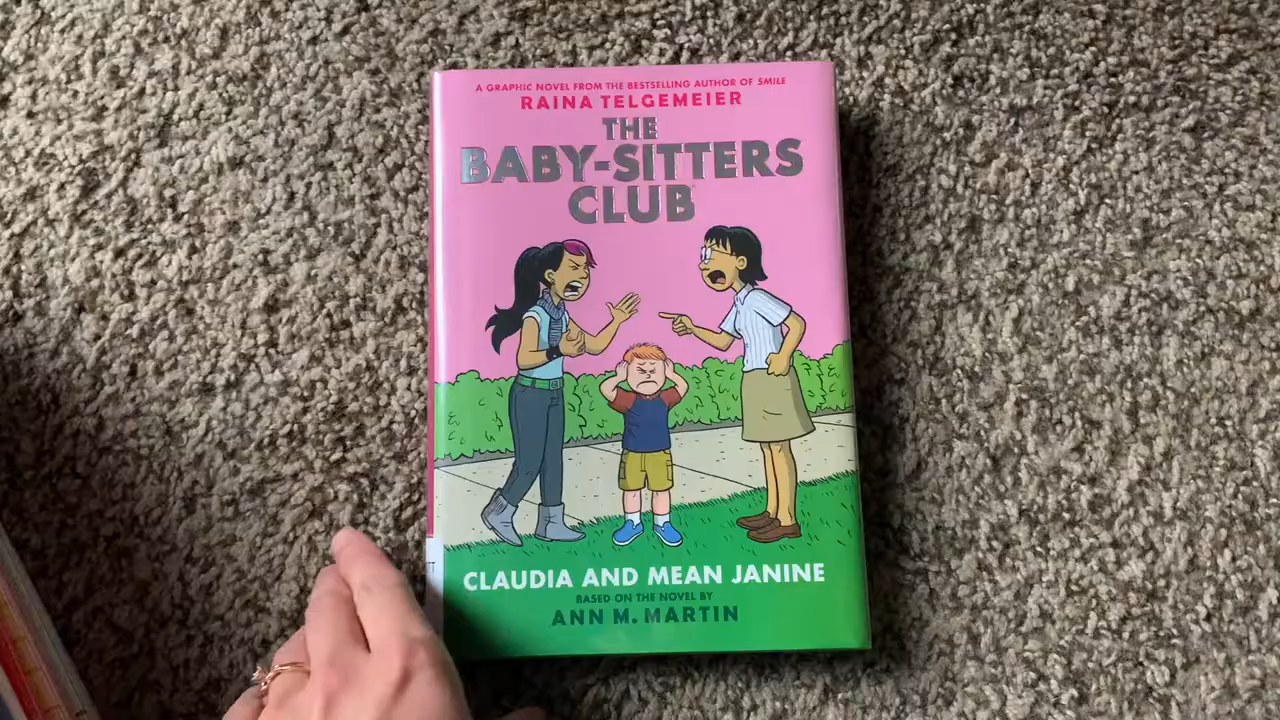 A GRAPHIC NOVEL FROM THE BESTSELLING AUTHOR OF SMILE
RAINA TELGEMEIER
THE
BABY-SITTERS
CLUB
CLAUDIA AND MEAN JANINE
BASED ON THE NOVEL BY
ANN M. MARTIN